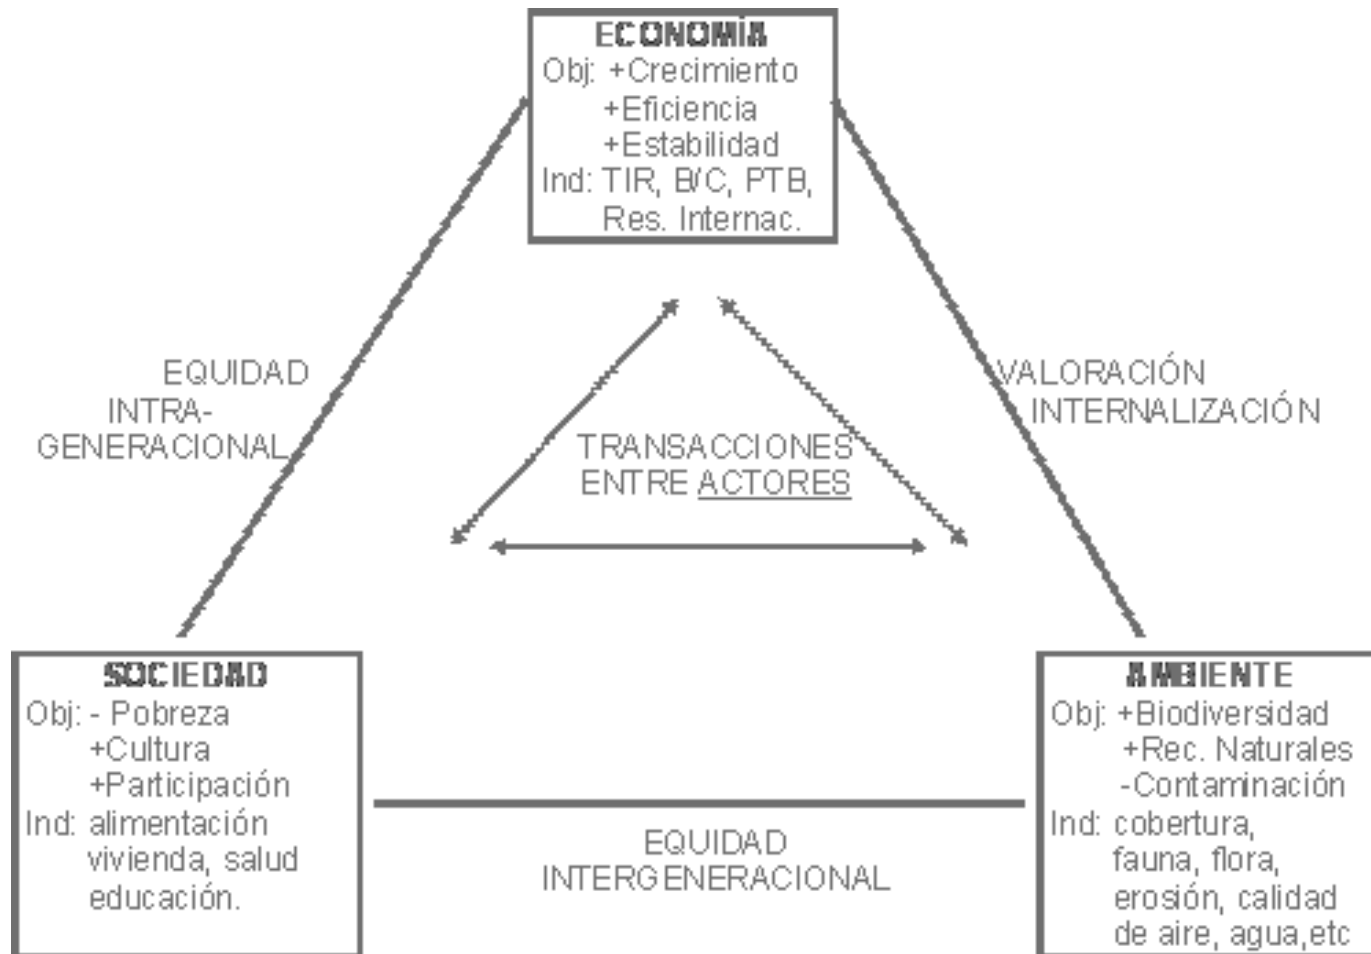 ECONOMÍA
Obj: +Crecimiento
+Eficiencia
+Estabilidad
Ind: TIR, B/C, PTB,
Res. Internac.
EQUIDAD
INTRA-
GENERACIONAL
VALORACIÓN
INTERNALIZACIÓN
TRANSACCIONES
ENTRE ACTORES
SOCIEDAD
Obj: - Pobreza
+Cultura
+Participación
Ind: alimentación
vivienda, salud
educación.
EQUIDAD
INTERGENERACIONAL
AMBIENTE
Obj: +Biodiversidad
+Rec. Naturales
-Contaminación
Ind: cobertura,
fauna, flora,
erosión, calidad
de aire, agua,etc